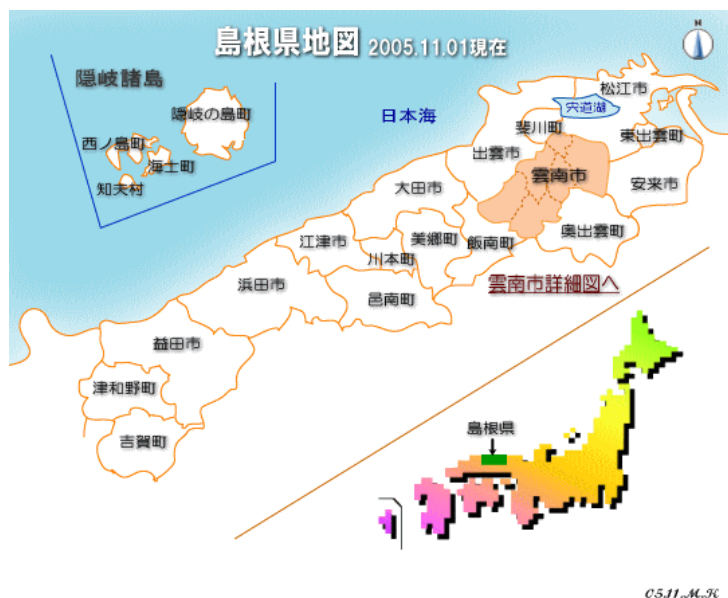 島根県地図 2005.11.01現在
隠岐諸島
隠岐の島町
西ノ島町
海士町
知夫村
日本海
松江市
宍道湖
斐川町
東出雲町
出雲市
雲南市
安来市
大田市
奥出雲町
江津市
美郷町
飯南町
川本町
浜田市
邑南町
雲南市詳細図へ
益田市
津和野町
吉賀町
島根県
05.11.M.K